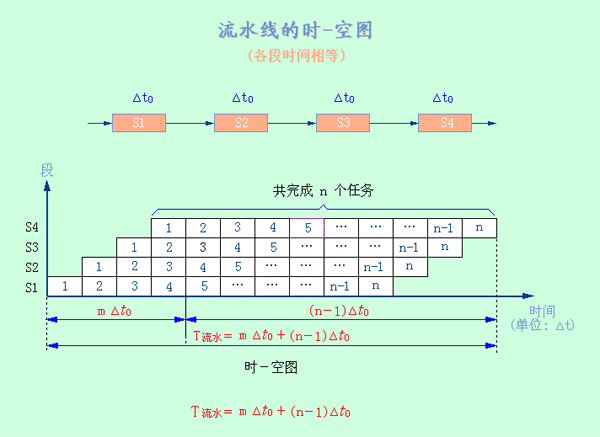 流水线的时-空图
(各段时间相等)
Δt0 Δt0 Δt0 Δt0
S1 S2 S3 S4
段
共完成 n 个任务
S4 1 2 3 4 5 … … … n-1 n
S3 1 2 3 4 5 … … … n-1 n
S2 1 2 3 4 5 … … … n-1 n
S1 1 2 3 4 5 … … … n-1 n
m Δt0 (n-1)Δt0 时间
(单位: Δt)
T流水= m Δt0 + (n-1)Δt0
时-空图
T流水= m Δt0 + (n-1)Δt0